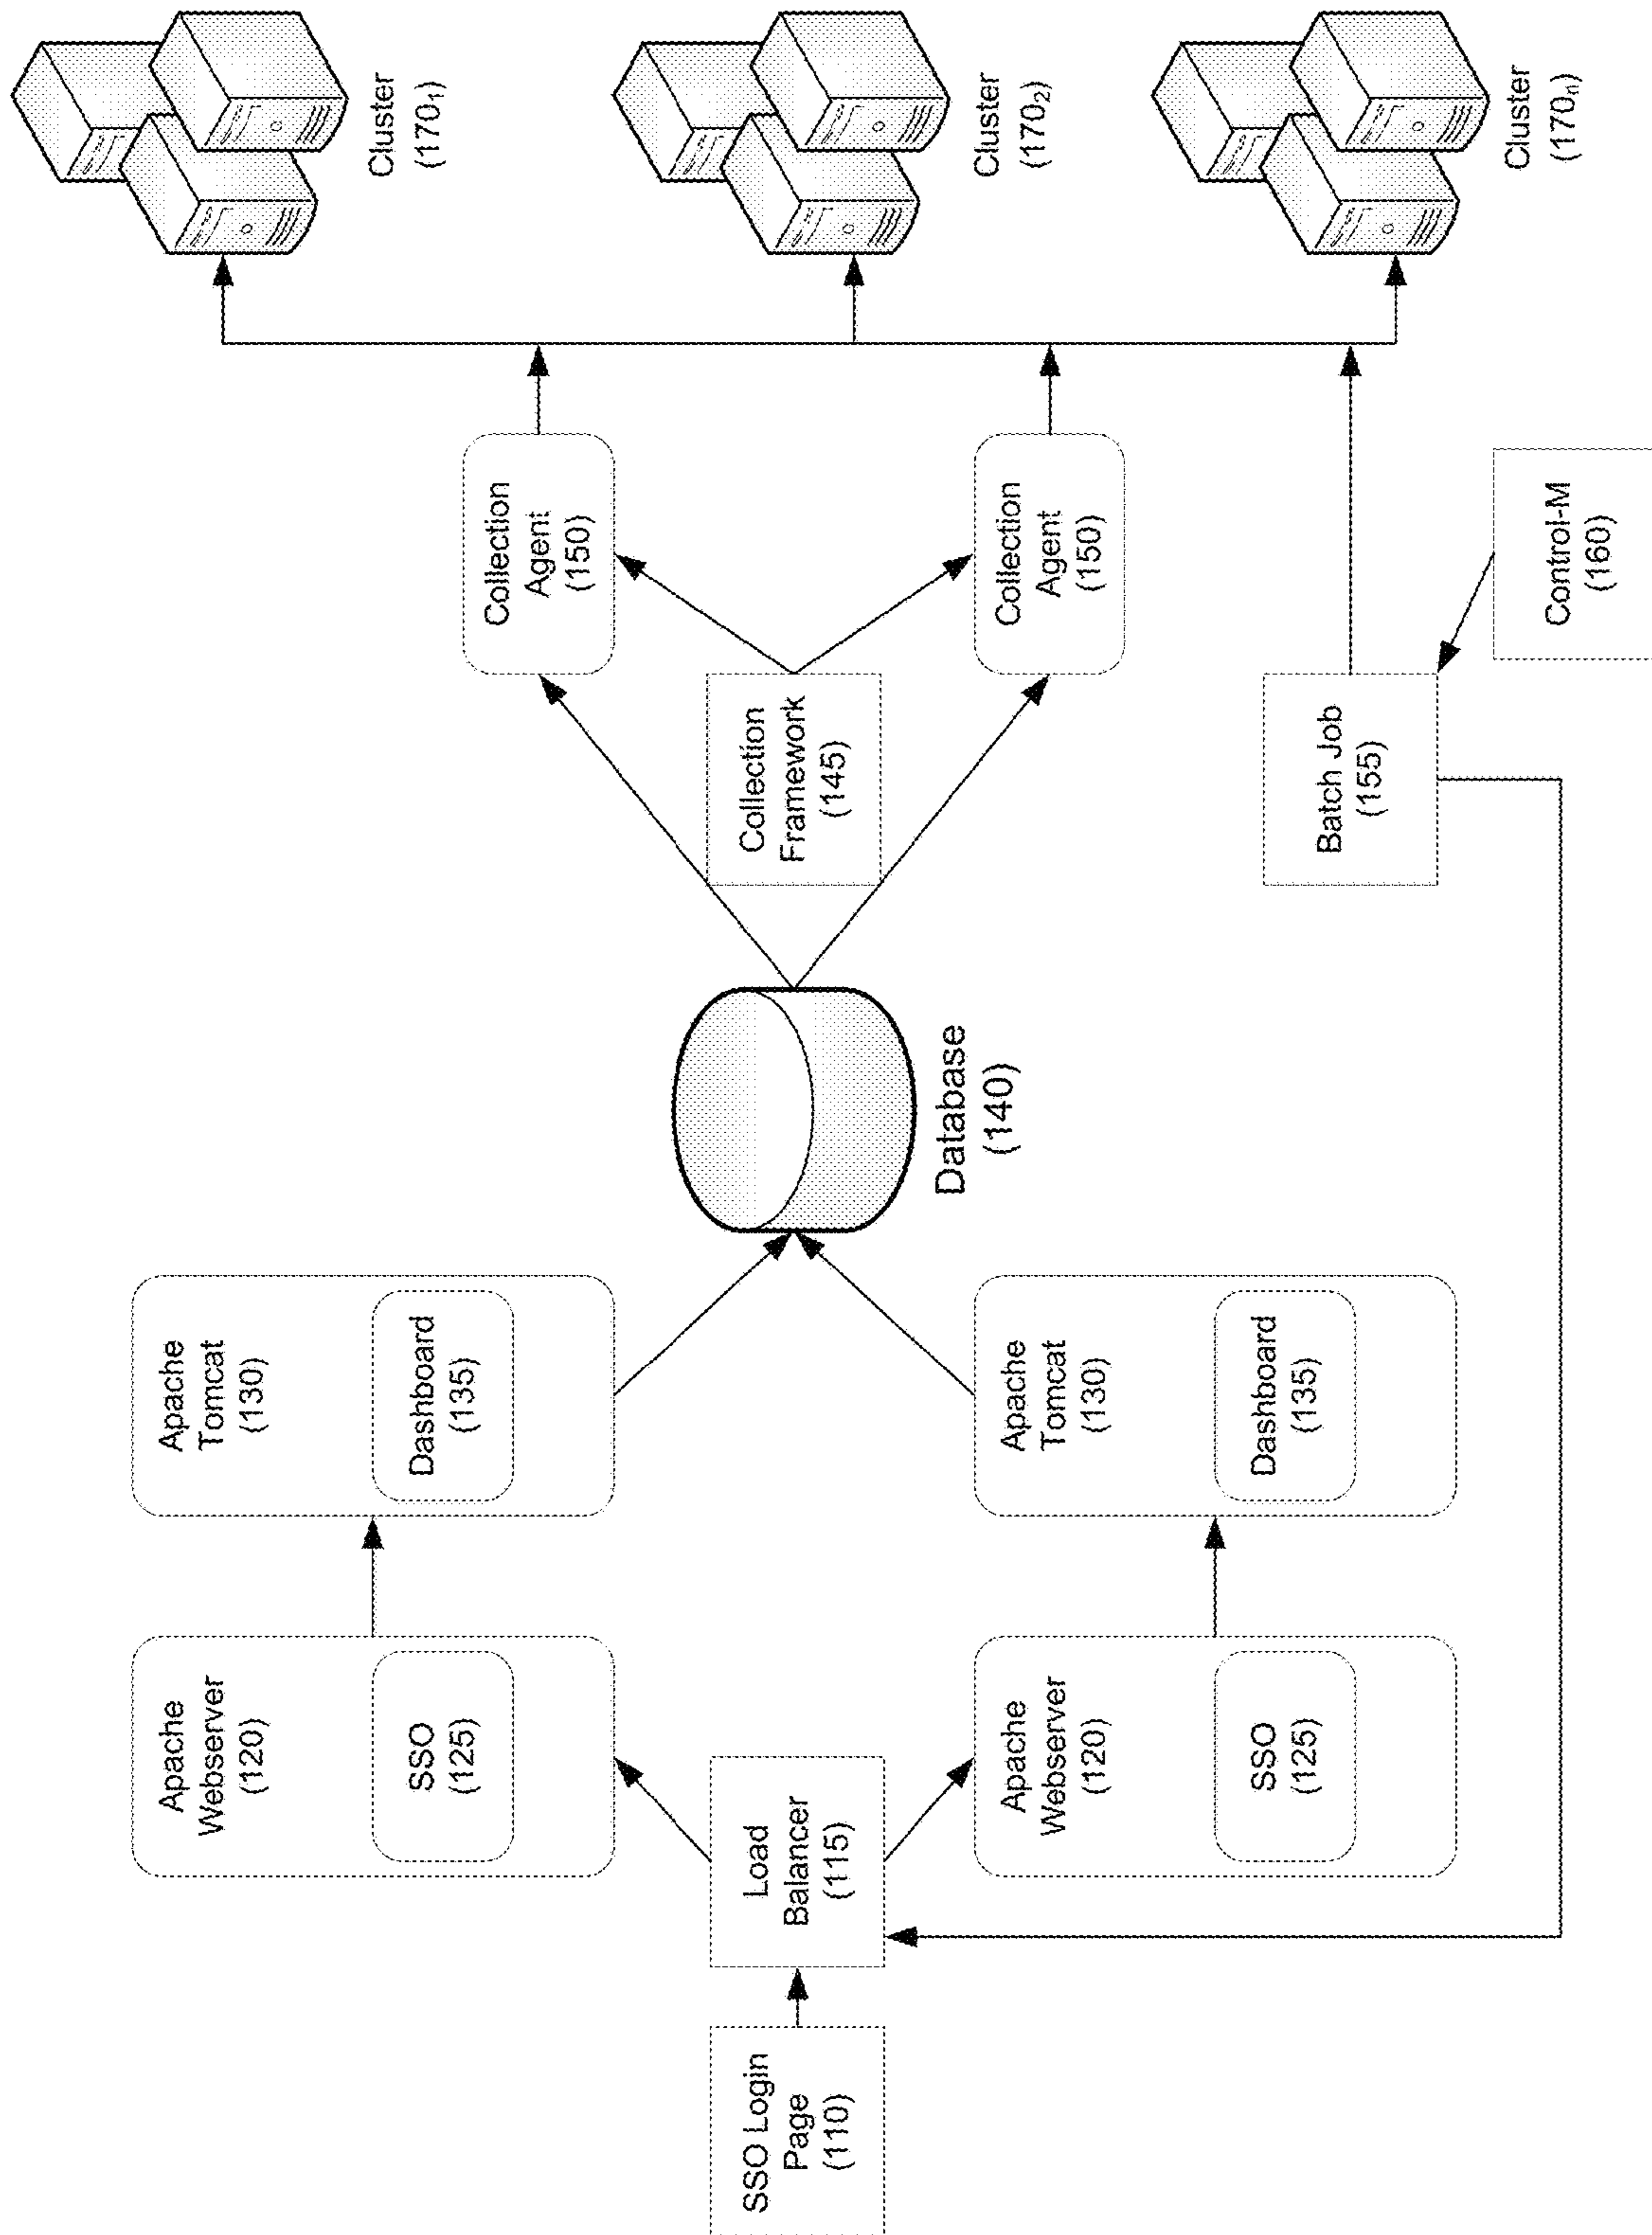 SSO Login
Page
(110)
Load
Balancer
(115)
Apache
Webserver
(120)
SSO
(125)
Apache
Webserver
(120)
SSO
(125)
Apache
Tomcat
(130)
Dashboard
(135)
Apache
Tomcat
(130)
Dashboard
(135)
Database
(140)
Collection
Framework
(145)
Collection
Agent
(150)
Collection
Agent
(150)
Batch Job
(155)
Control-M
(160)
Cluster
(170₁)
Cluster
(170₂)
Cluster
(170ₙ)